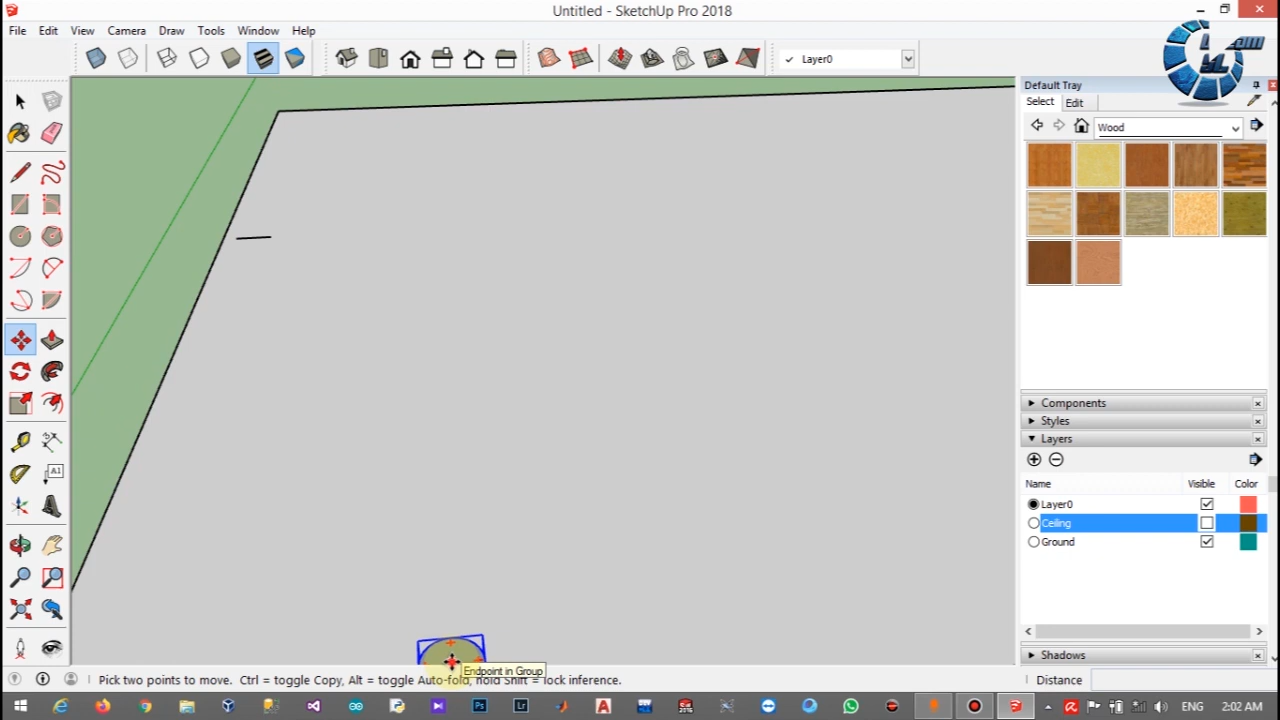 Untitled - SketchUp Pro 2018
File Edit View Camera Draw Tools Window Help
Layer0
Default Tray
Select Edit
Wood
Components
Styles
Layers
Name Visible Color
Layer0
Ceiling
Ground
Shadows
Endpoint in Group
Pick two points to move. Ctrl = toggle Copy, Alt = toggle Auto-fold, hold Shift = lock inference.
Distance
ENG 2:02 AM